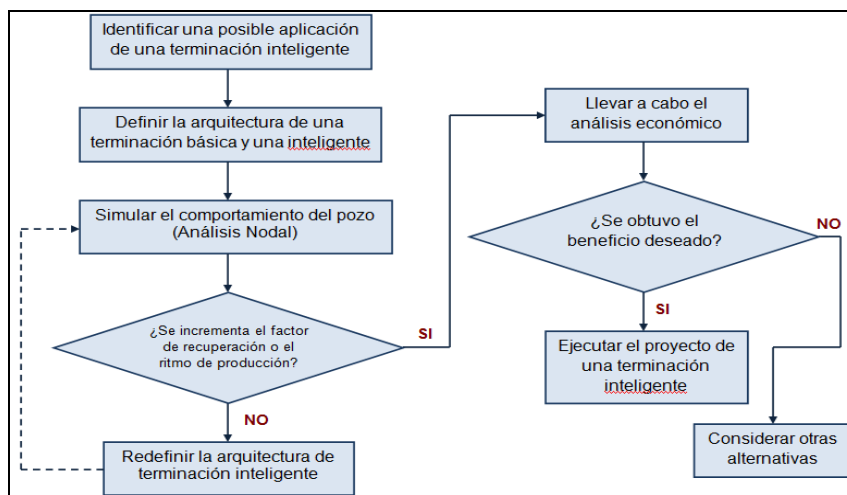 Identificar una posible aplicación
de una terminación inteligente
Definir la arquitectura de una
terminación básica y una inteligente
Simular el comportamiento del pozo
(Análisis Nodal)
¿Se incrementa el factor
de recuperación o el
ritmo de producción?
SI
NO
Redefinir la arquitectura de
terminación inteligente
Llevar a cabo el
análisis económico
¿Se obtuvo el
beneficio deseado?
NO
SI
Ejecutar el proyecto de
una terminación
inteligente
Considerar otras
alternativas